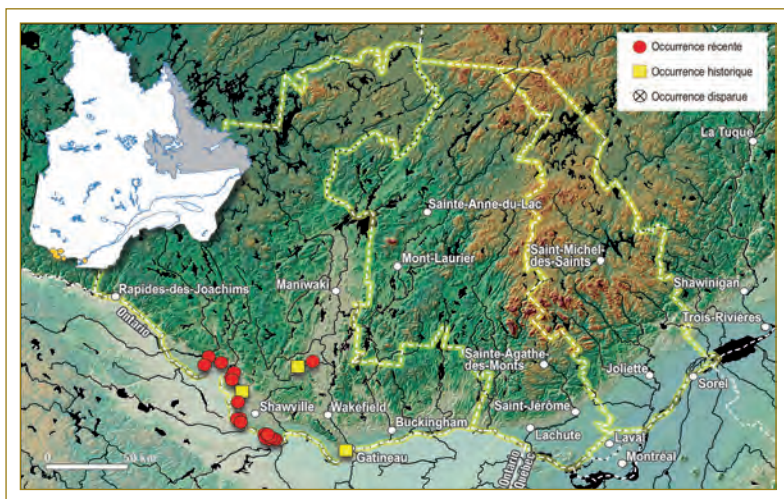 Occurrence récente
Occurrence historique
Occurrence disparue
La Tuque
Sainte-Anne-du-Lac
Mont-Laurier
Saint-Michel-
des-Saints
Maniwaki
Rapides-des-Joachims
Shawinigan
Trois-Rivières
Ontario
Sainte-Agathe-
des-Monts
Joliette
Sorel
Shawville
Wakefield
Saint-Jérôme
Buckingham
Lachute
Laval
Gatineau
Montréal
Ontario
Québec
0 50 km